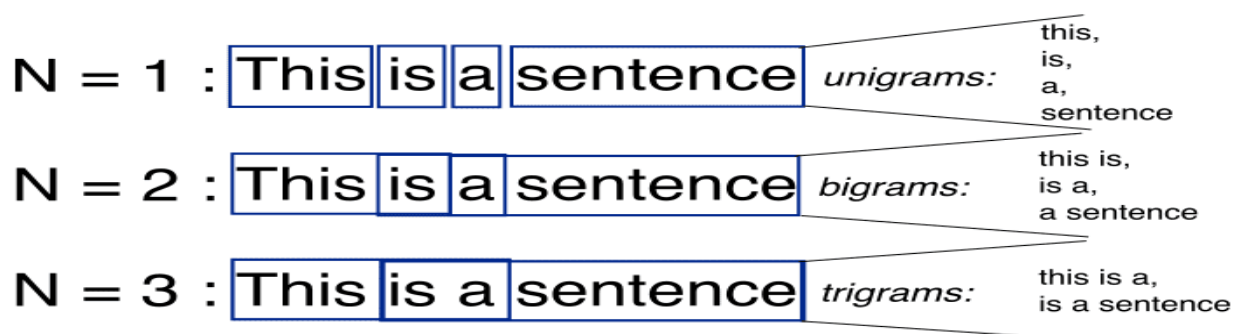 N = 1 : This is a sentence unigrams:
this,
is,
a,
sentence
N = 2 : This is a sentence bigrams:
this is,
is a,
a sentence
N = 3 : This is a sentence trigrams:
this is a,
is a sentence